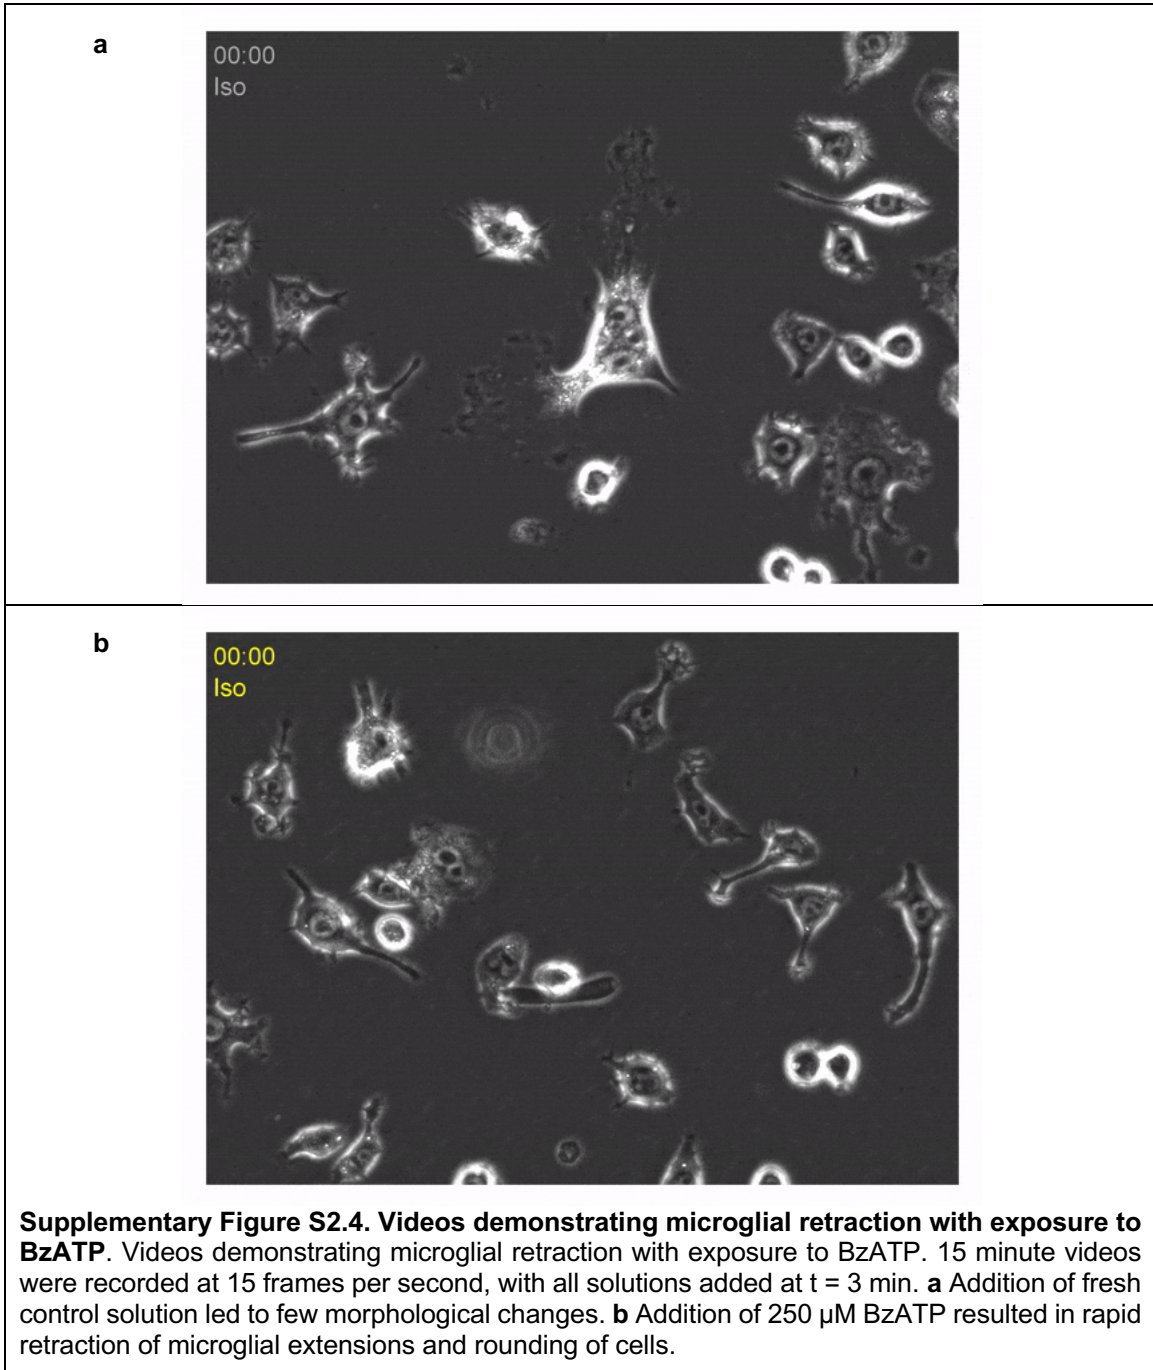 a
00:00
Iso
b
00:00
Iso
Supplementary Figure S2.4. Videos demonstrating microglial retraction with exposure to
BzATP. Videos demonstrating microglial retraction with exposure to BzATP. 15 minute videos
were recorded at 15 frames per second, with all solutions added at t = 3 min. a Addition of fresh
control solution led to few morphological changes. b Addition of 250 µM BzATP resulted in rapid
retraction of microglial extensions and rounding of cells.